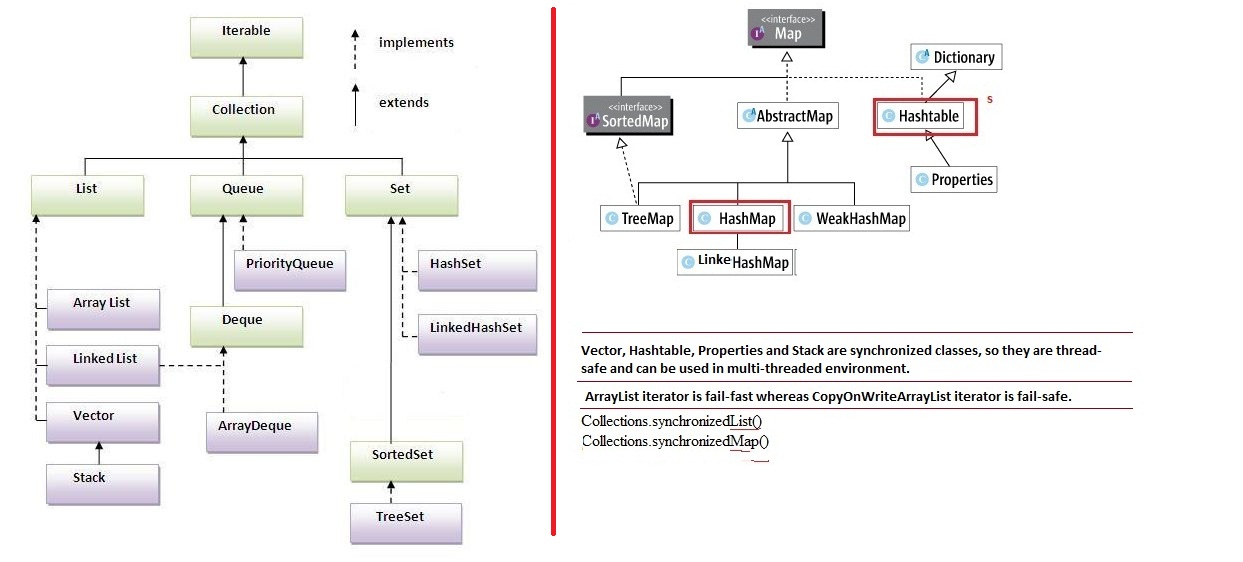 Iterable
implements
Collection
extends
List
Queue
Set
PriorityQueue
HashSet
Array List
Deque
LinkedHashSet
Linked List
Vector
ArrayDeque
Stack
SortedSet
TreeSet
<<interface>>
I A Map
C A Dictionary
<<interface>>
I A SortedMap
C A AbstractMap
C Hashtable
S
C Properties
C TreeMap
C HashMap
C WeakHashMap
C Linke HashMap
Vector, Hashtable, Properties and Stack are synchronized classes, so they are thread-
safe and can be used in multi-threaded environment.
ArrayList iterator is fail-fast whereas CopyOnWriteArrayList iterator is fail-safe.
Collections.synchronizedList()
Collections.synchronizedMap()